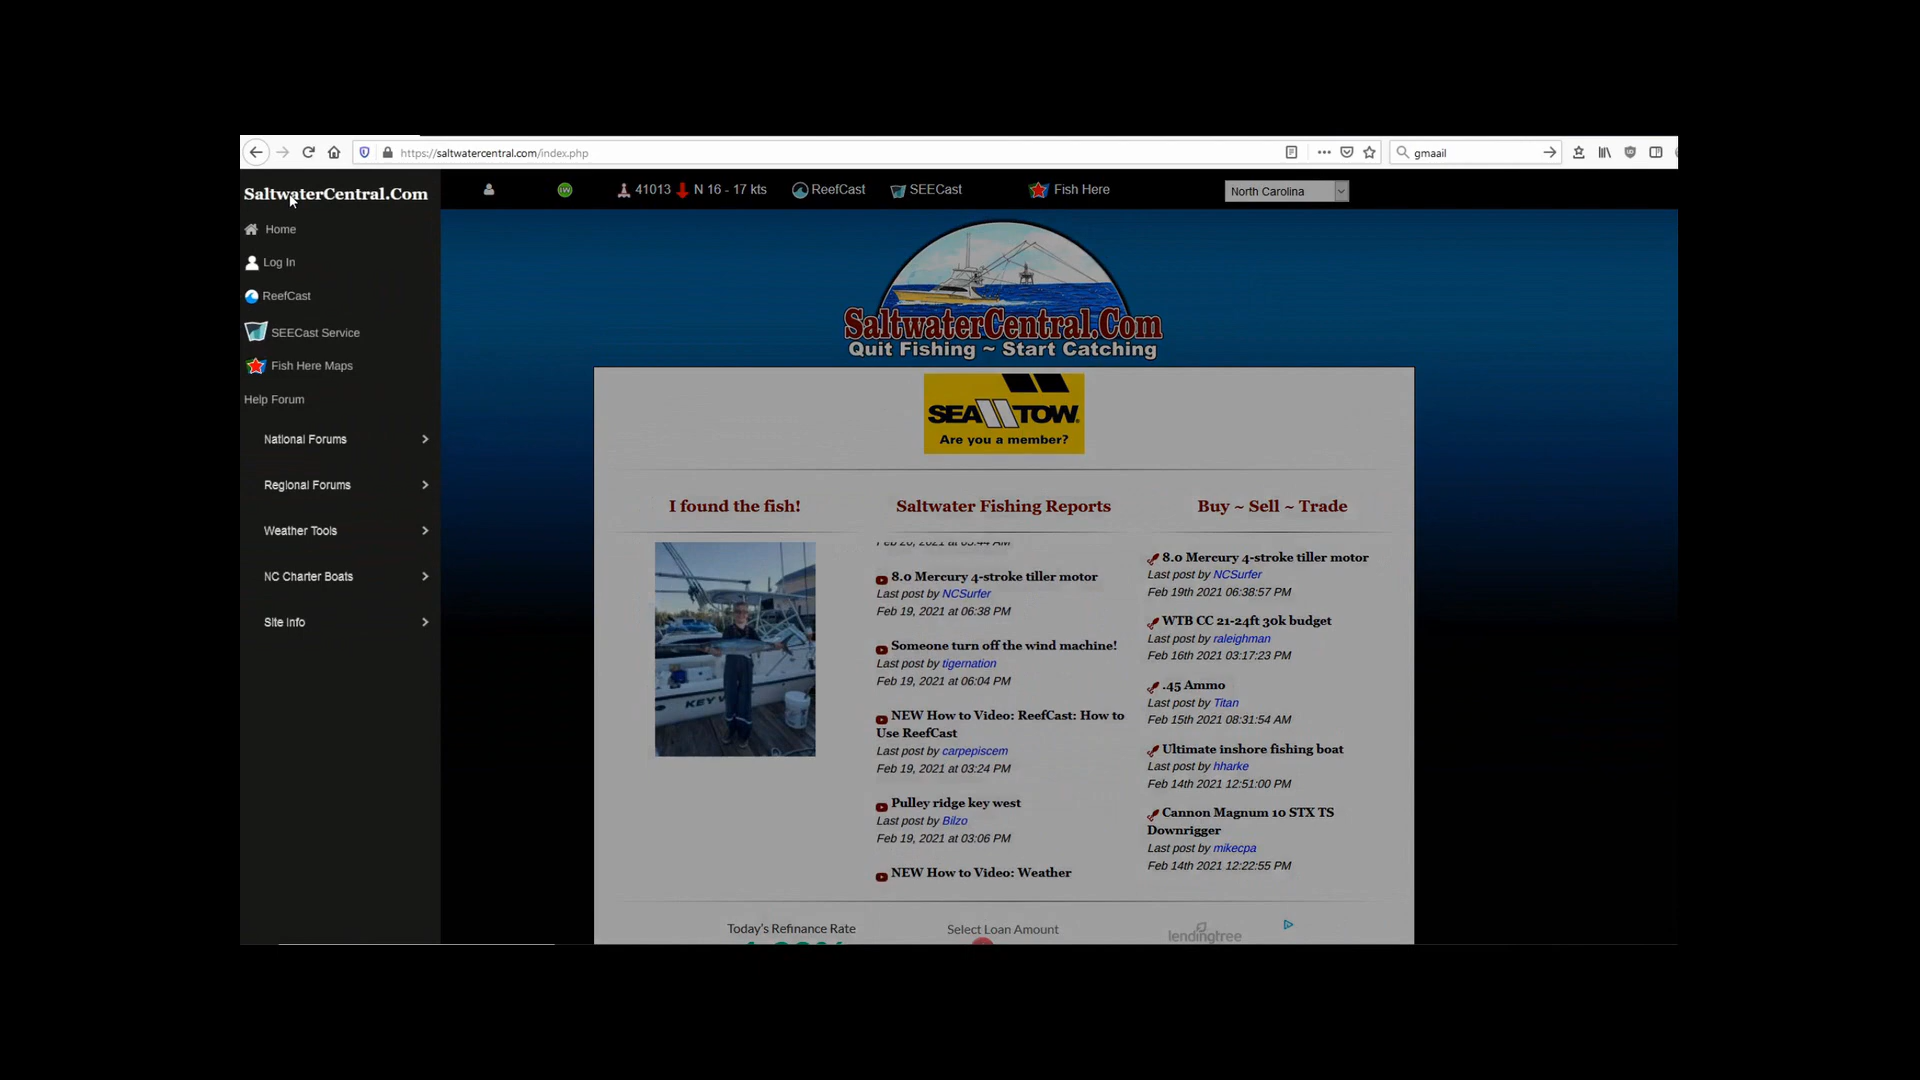 https://saltwatercentral.com/index.php
gmaail
SaltwaterCentral.Com
41013 N 16 - 17 kts
ReefCast
SEECast
Fish Here
North Carolina
Home
Log In
ReefCast
SEECast Service
Fish Here Maps
Help Forum
National Forums
Regional Forums
Weather Tools
NC Charter Boats
Site Info
SaltwaterCentral.Com
Quit Fishing ~ Start Catching
SEA TOW
Are you a member?
I found the fish!
KEY W
Saltwater Fishing Reports
Feb 20, 2021 at 05:44 AM
8.0 Mercury 4-stroke tiller motor
Last post by NCSurfer
Feb 19, 2021 at 06:38 PM
Someone turn off the wind machine!
Last post by tigernation
Feb 19, 2021 at 06:04 PM
NEW How to Video: ReefCast: How to
Use ReefCast
Last post by carpepiscem
Feb 19, 2021 at 03:24 PM
Pulley ridge key west
Last post by Bilzo
Feb 19, 2021 at 03:06 PM
NEW How to Video: Weather
Buy ~ Sell ~ Trade
8.0 Mercury 4-stroke tiller motor
Last post by NCSurfer
Feb 19th 2021 06:38:57 PM
WTB CC 21-24ft 30k budget
Last post by raleighman
Feb 16th 2021 03:17:23 PM
.45 Ammo
Last post by Titan
Feb 15th 2021 08:31:54 AM
Ultimate inshore fishing boat
Last post by hharke
Feb 14th 2021 12:51:00 PM
Cannon Magnum 10 STX TS
Downrigger
Last post by mikecpa
Feb 14th 2021 12:22:55 PM
Today's Refinance Rate
Select Loan Amount
lendingtree